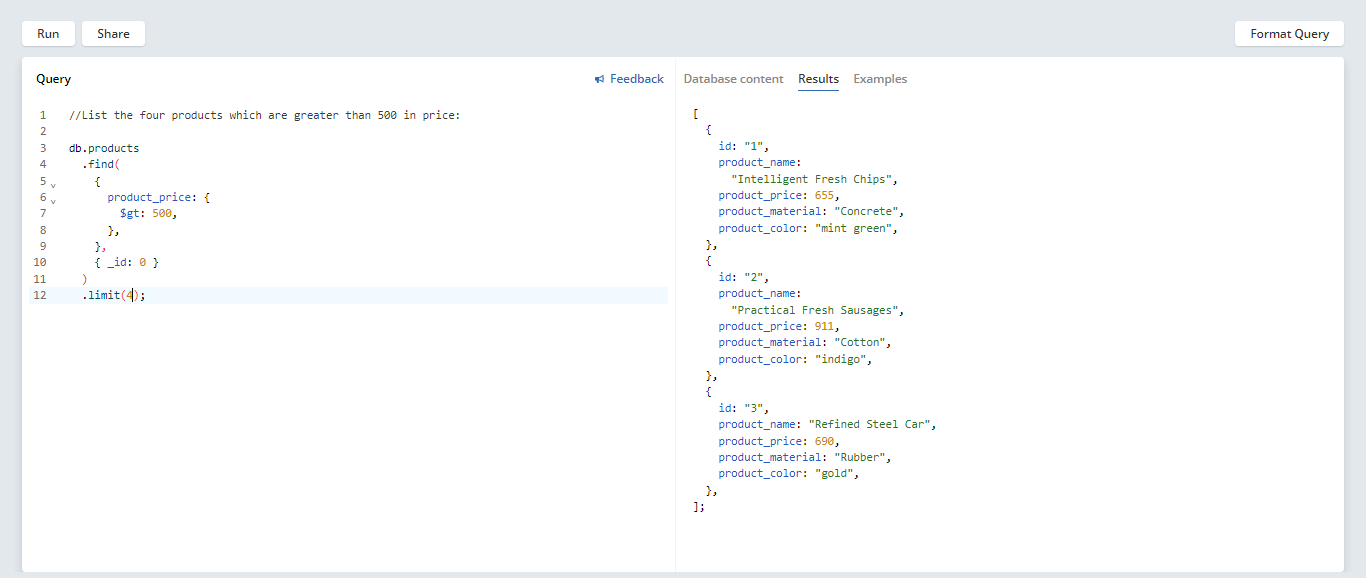 Run Share Format Query
Query Feedback
1 //List the four products which are greater than 500 in price:
2
3 db.products
4 .find(
5 {
6 product_price: {
7 $gt: 500,
8 },
9 },
10 { _id: 0 }
11 )
12 .limit(4);
Database content Results Examples
[
{
id: "1",
product_name:
"Intelligent Fresh Chips",
product_price: 655,
product_material: "Concrete",
product_color: "mint green",
},
{
id: "2",
product_name:
"Practical Fresh Sausages",
product_price: 911,
product_material: "Cotton",
product_color: "indigo",
},
{
id: "3",
product_name: "Refined Steel Car",
product_price: 690,
product_material: "Rubber",
product_color: "gold",
},
];